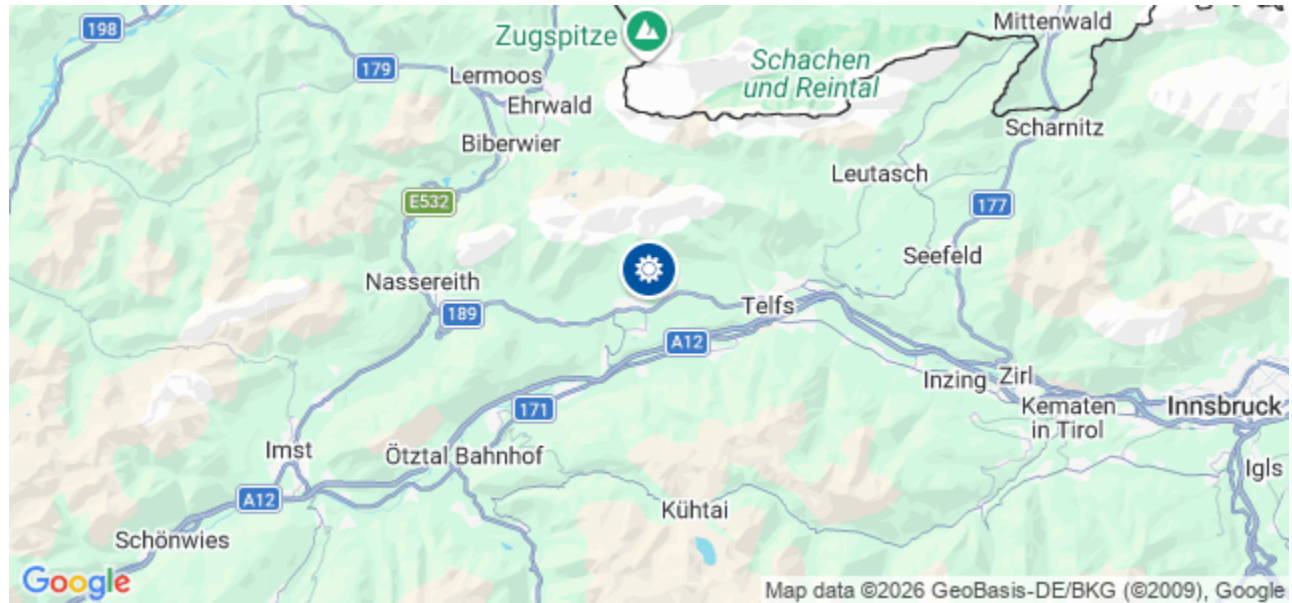 Mittenwald
198
Zugspitze
179
Schachen
und Reintal
Lermoos
Ehrwald
Scharnitz
Biberwier
Leutasch
E532
177
Seefeld
Nassereith
Telfs
189
A12
Inzing
Zirl
171
Kematen
in Tirol
Innsbruck
Imst
Ötztal Bahnhof
Igls
A12
Kühtai
Schönwies
Google
Map data ©2026 GeoBasis-DE/BKG (©2009), Google